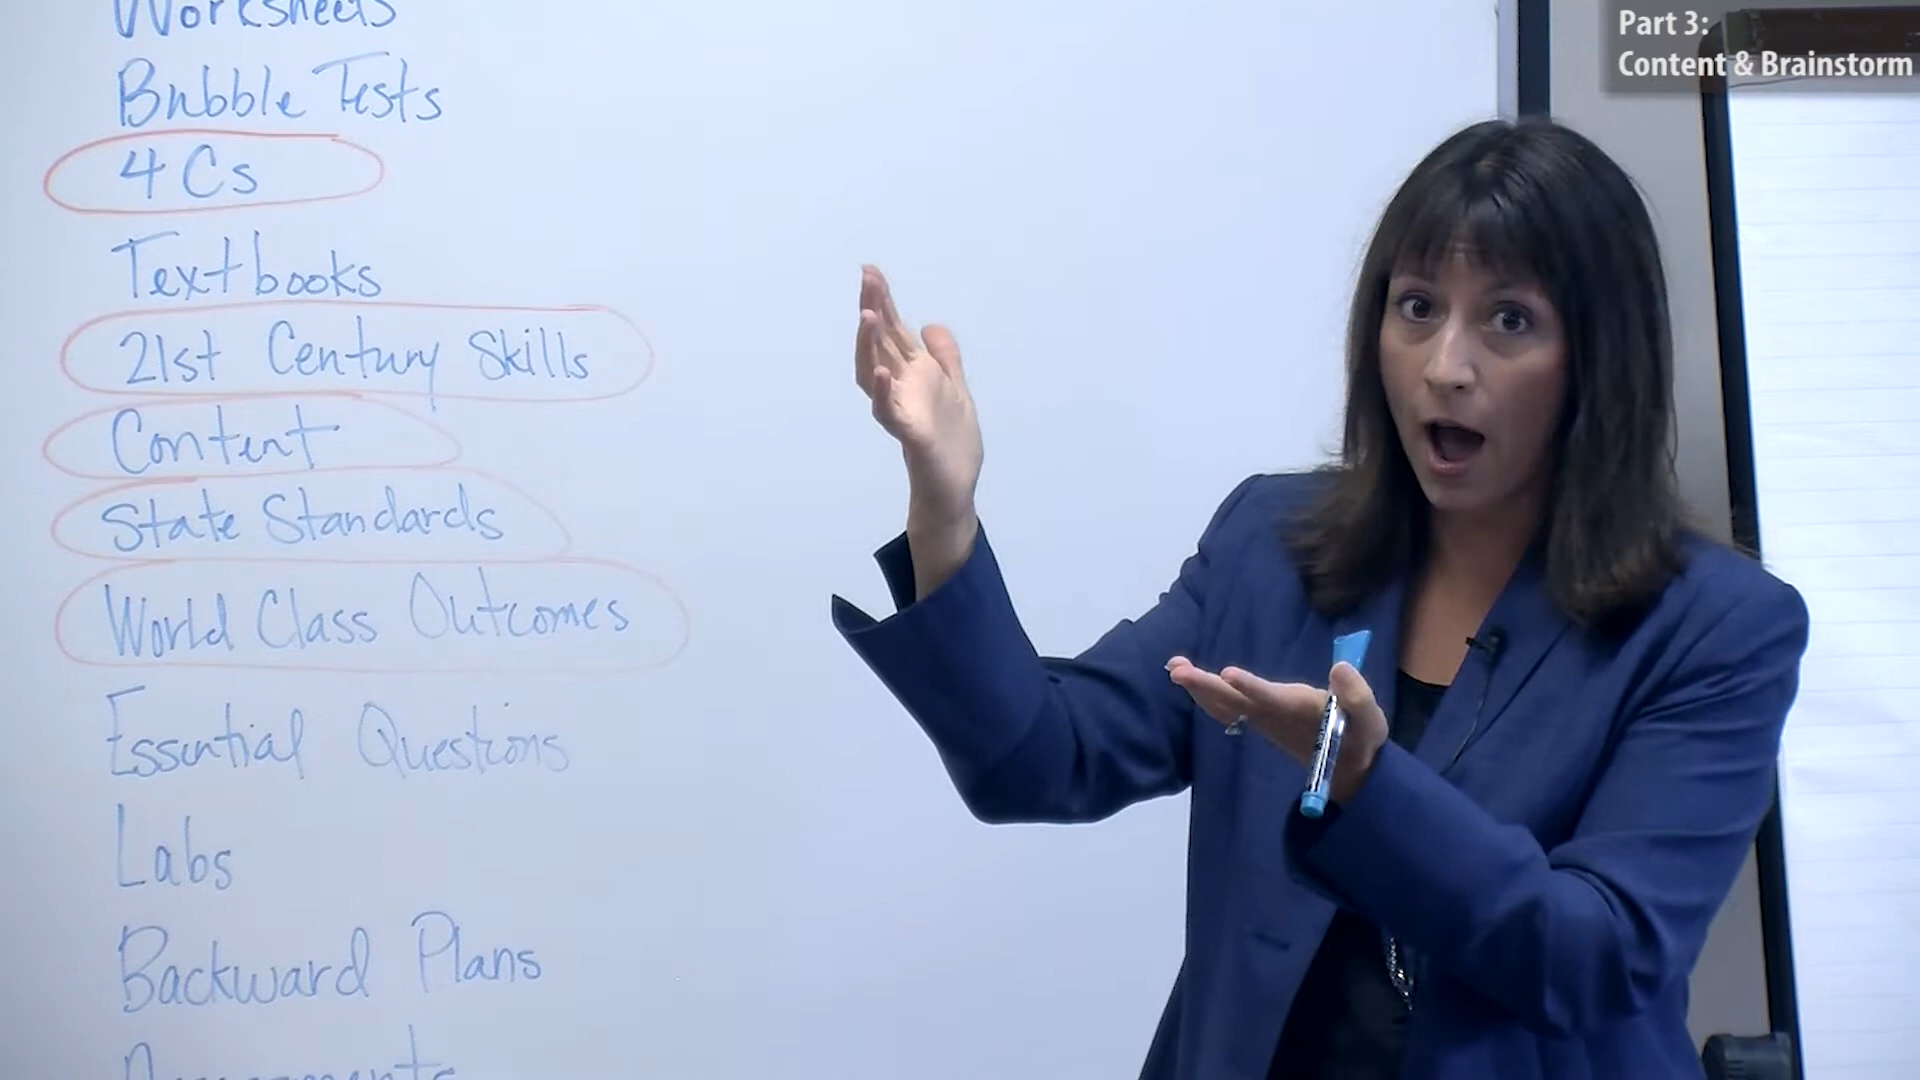 Worksheets
Bubble Tests
4 Cs
Textbooks
21st Century Skills
Content
State Standards
World Class Outcomes
Essential Questions
Labs
Backward Plans
Part 3:
Content & Brainstorm